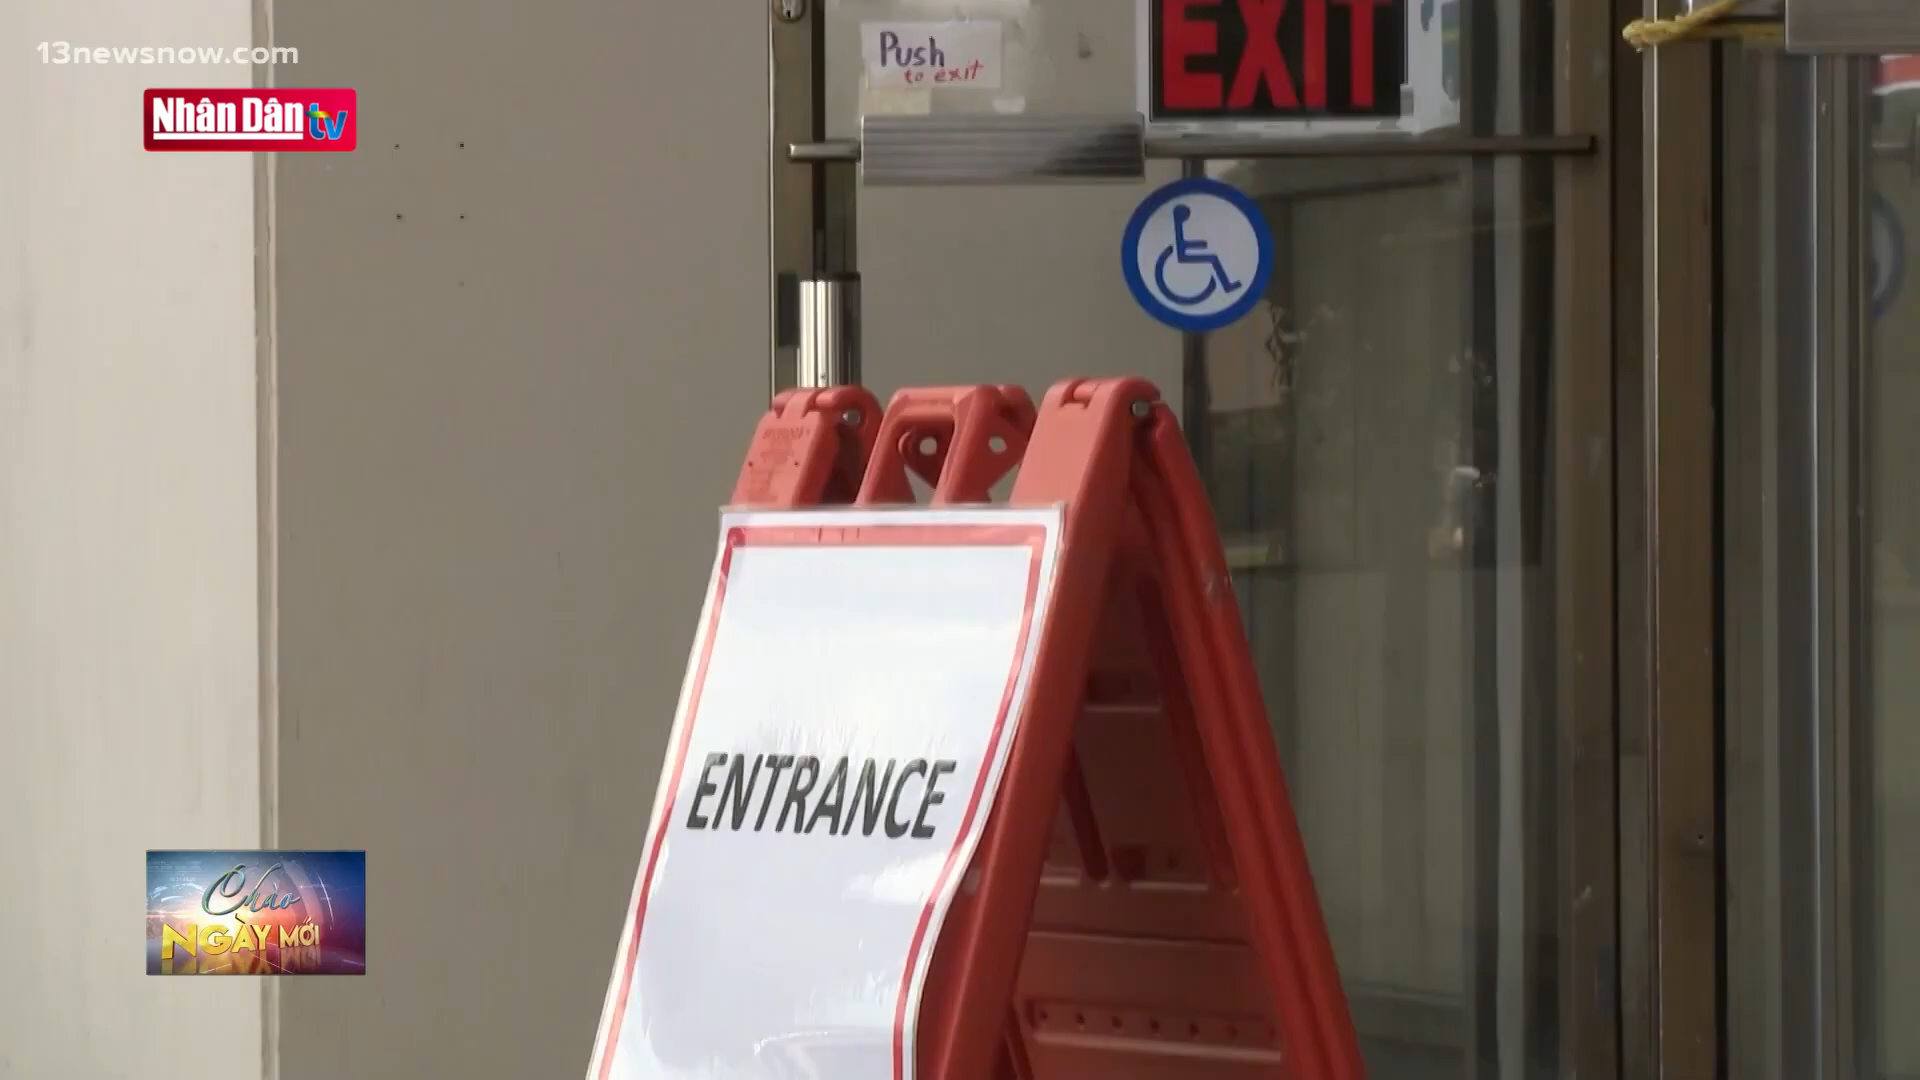 13newsnow.com
Nhân Dân tv
Push
to exit
EXIT
ENTRANCE
Chào
NGÀY MỚI